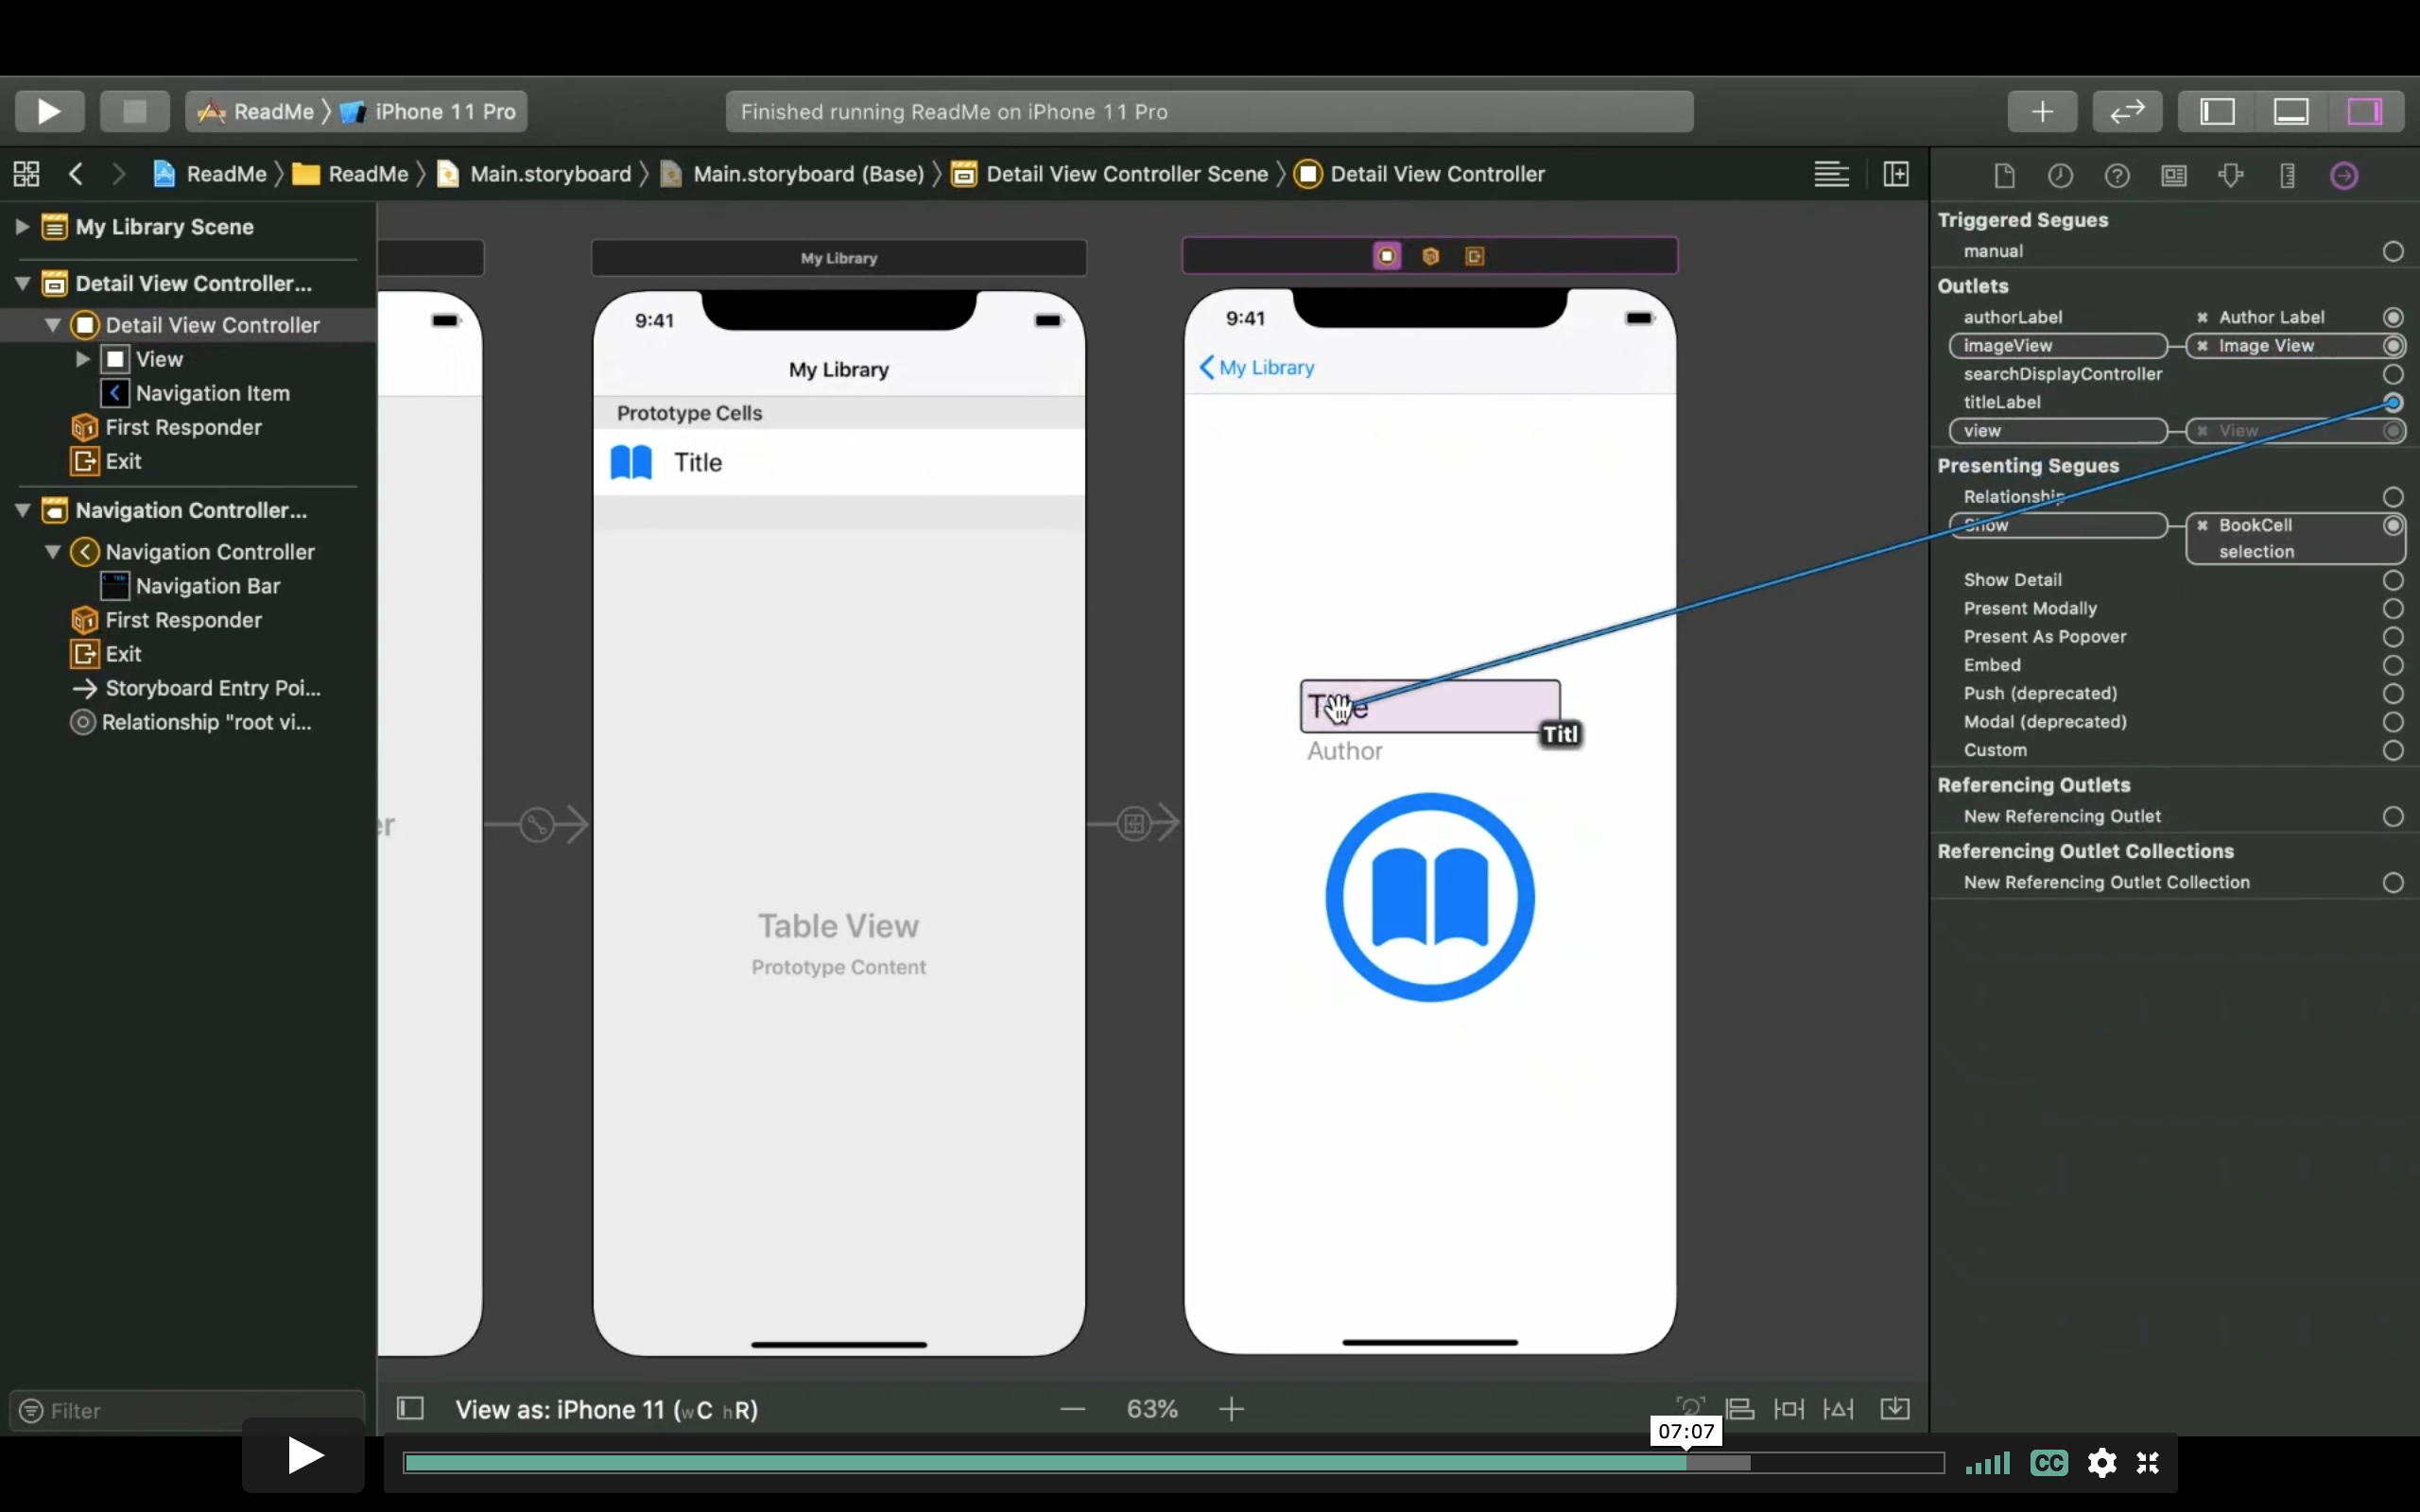 ReadMe
iPhone 11 Pro
Finished running ReadMe on iPhone 11 Pro
ReadMe
ReadMe
Main.storyboard
Main.storyboard (Base)
Detail View Controller Scene
Detail View Controller
My Library Scene
Detail View Controller...
Detail View Controller
View
Navigation Item
First Responder
Exit
Navigation Controller...
Navigation Controller
Navigation Bar
First Responder
Exit
Storyboard Entry Poi...
Relationship "root vi...
Filter
er
My Library
9:41
My Library
Prototype Cells
Title
Table View
Prototype Content
9:41
My Library
Title
Titl
Author
View as: iPhone 11 (wC hR)
63%
Triggered Segues
manual
Outlets
authorLabel
Author Label
imageView
Image View
searchDisplayController
titleLabel
view
View
Presenting Segues
Relationship
Show
BookCell
selection
Show Detail
Present Modally
Present As Popover
Embed
Push (deprecated)
Modal (deprecated)
Custom
Referencing Outlets
New Referencing Outlet
Referencing Outlet Collections
New Referencing Outlet Collection
07:07
CC